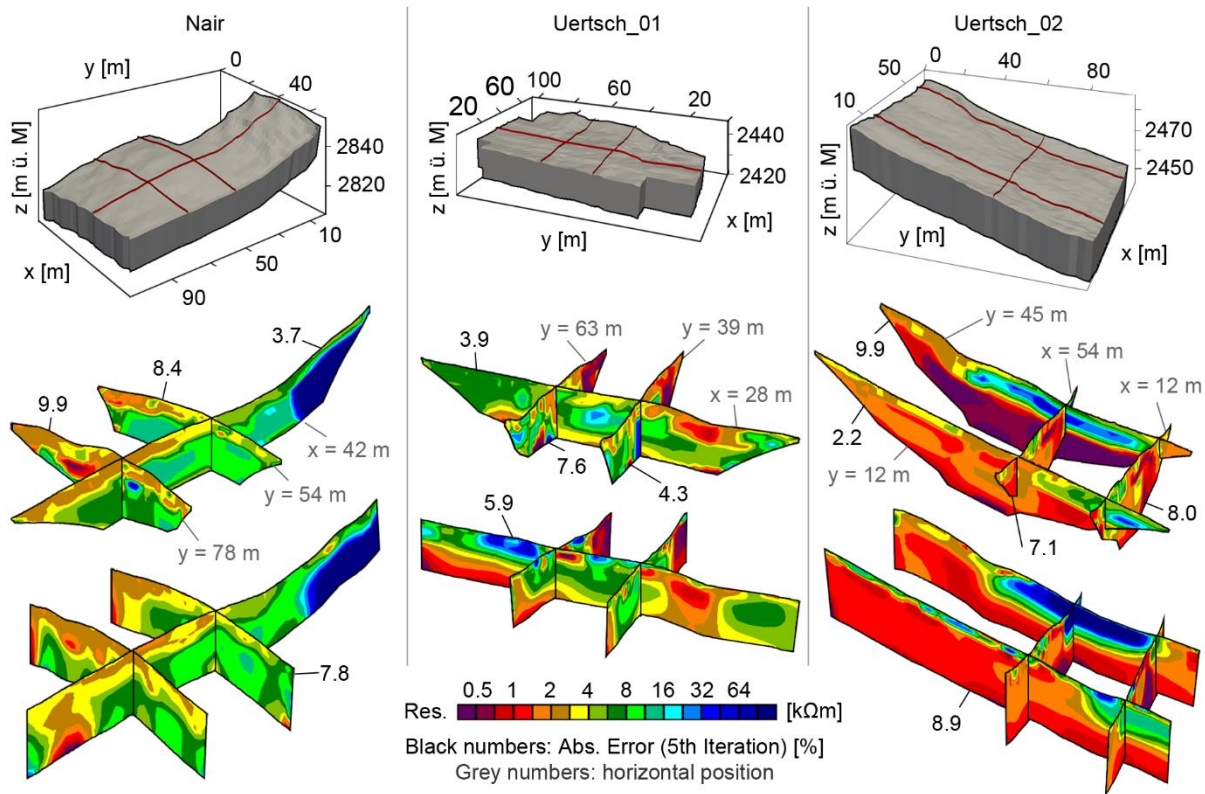 Nair
y [m]
0
40
z [m ü. M]
2840
2820
x [m]
90
50
10
Uertsch_01
20
60
100
60
20
z [m ü. M]
2440
2420
y [m]
x [m]
Uertsch_02
10
50
0
40
80
z [m ü. M]
2470
2450
y [m]
x [m]
3.7
8.4
9.9
x = 42 m
y = 54 m
y = 78 m
7.8
3.9
y = 63 m
y = 39 m
x = 28 m
7.6
4.3
5.9
9.9
y = 45 m
x = 54 m
x = 12 m
2.2
y = 12 m
8.0
7.1
8.9
0.5 1 2 4 8 16 32 64
Res. [kΩm]
Black numbers: Abs. Error (5th Iteration) [%]
Grey numbers: horizontal position